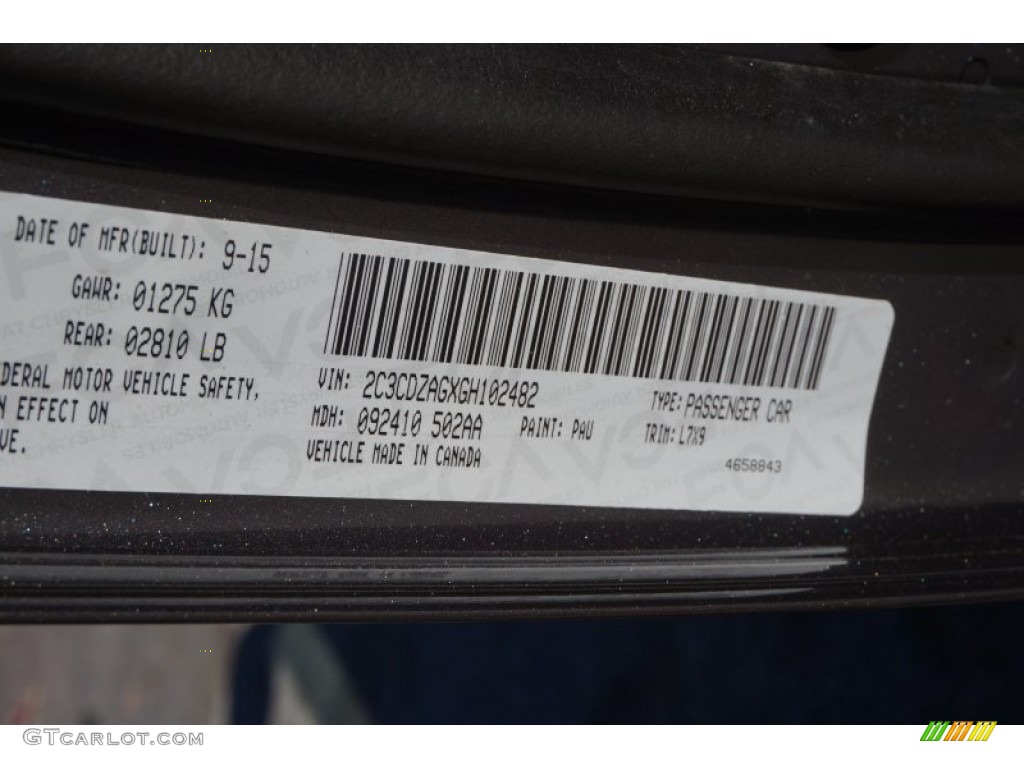 DATE OF MFR(BUILT): 9-15
GAWR: 01275 KG
REAR: 02810 LB
DERAL MOTOR VEHICLE SAFETY,
N EFFECT ON
VE.
VIN: 2C3CDZAGXGH102482
TYPE: PASSENGER CAR
MDH: 092410 502AA
PAINT: PAU
TRIM: L7X9
VEHICLE MADE IN CANADA
4658843
GTCarlot.com